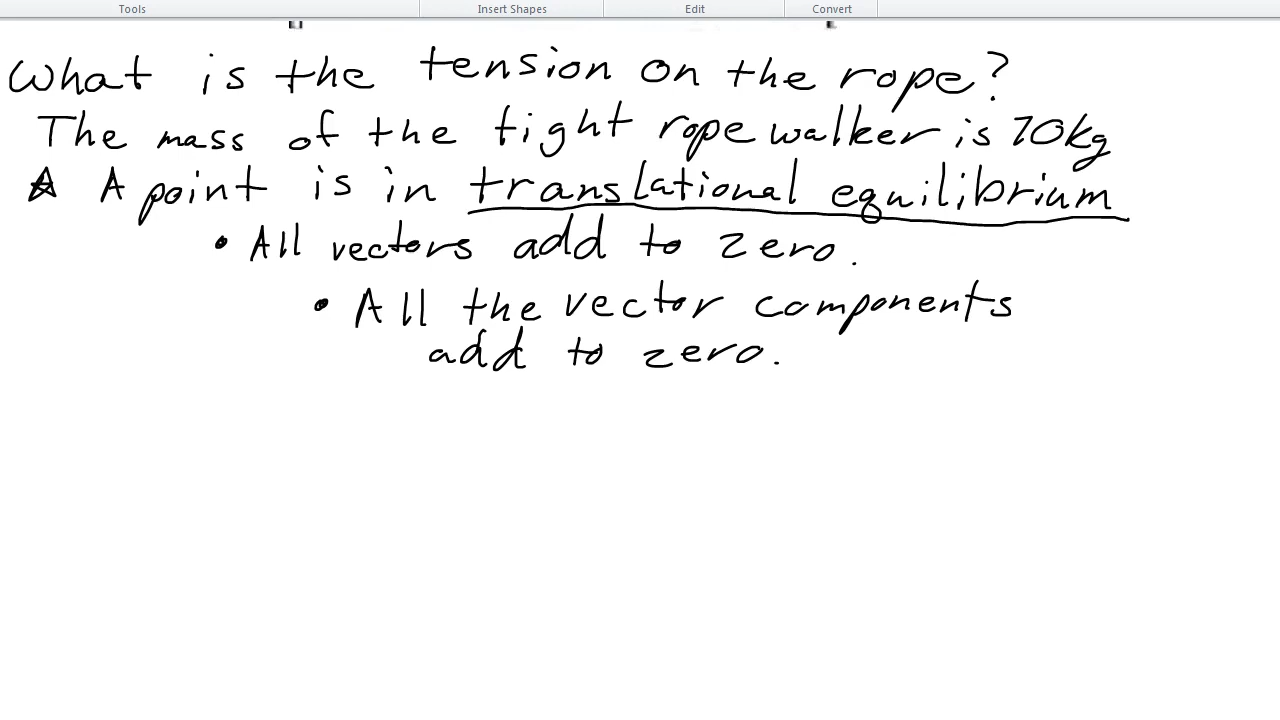 Tools Insert Shapes Edit Convert
What is the tension on the rope?
The mass of the tight rope walker is 70kg
A point is in translational equilibrium
• All vectors add to zero.
• All the vector components
add to zero.